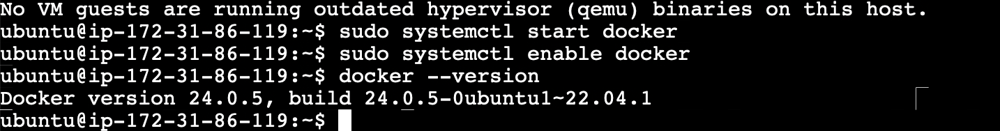 No VM guests are running outdated hypervisor (qemu) binaries on this host.
ubuntu@ip-172-31-86-119:~$ sudo systemctl start docker
ubuntu@ip-172-31-86-119:~$ sudo systemctl enable docker
ubuntu@ip-172-31-86-119:~$ docker --version
Docker version 24.0.5, build 24.0.5-0ubuntu1~22.04.1
ubuntu@ip-172-31-86-119:~$